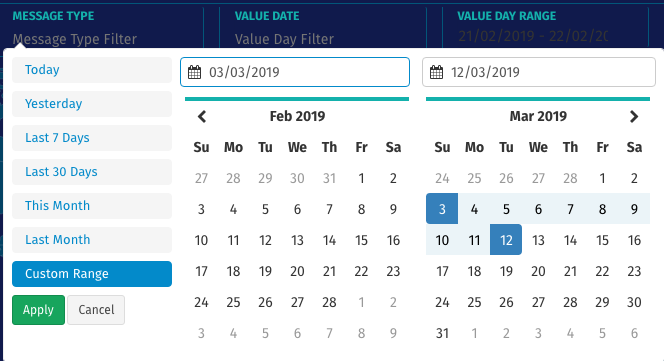 MESSAGE TYPE VALUE DATE VALUE DAY RANGE
Message Type Filter Value Day Filter 21/02/2019 - 22/02/20
Today
Yesterday
Last 7 Days
Last 30 Days
This Month
Last Month
Custom Range
Apply Cancel
03/03/2019
Feb 2019
Su Mo Tu We Th Fr Sa
27 28 29 30 31 1 2
3 4 5 6 7 8 9
10 11 12 13 14 15 16
17 18 19 20 21 22 23
24 25 26 27 28 1 2
3 4 5 6 7 8 9
12/03/2019
Mar 2019
Su Mo Tu We Th Fr Sa
24 25 26 27 28 1 2
3 4 5 6 7 8 9
10 11 12 13 14 15 16
17 18 19 20 21 22 23
24 25 26 27 28 29 30
31 1 2 3 4 5 6